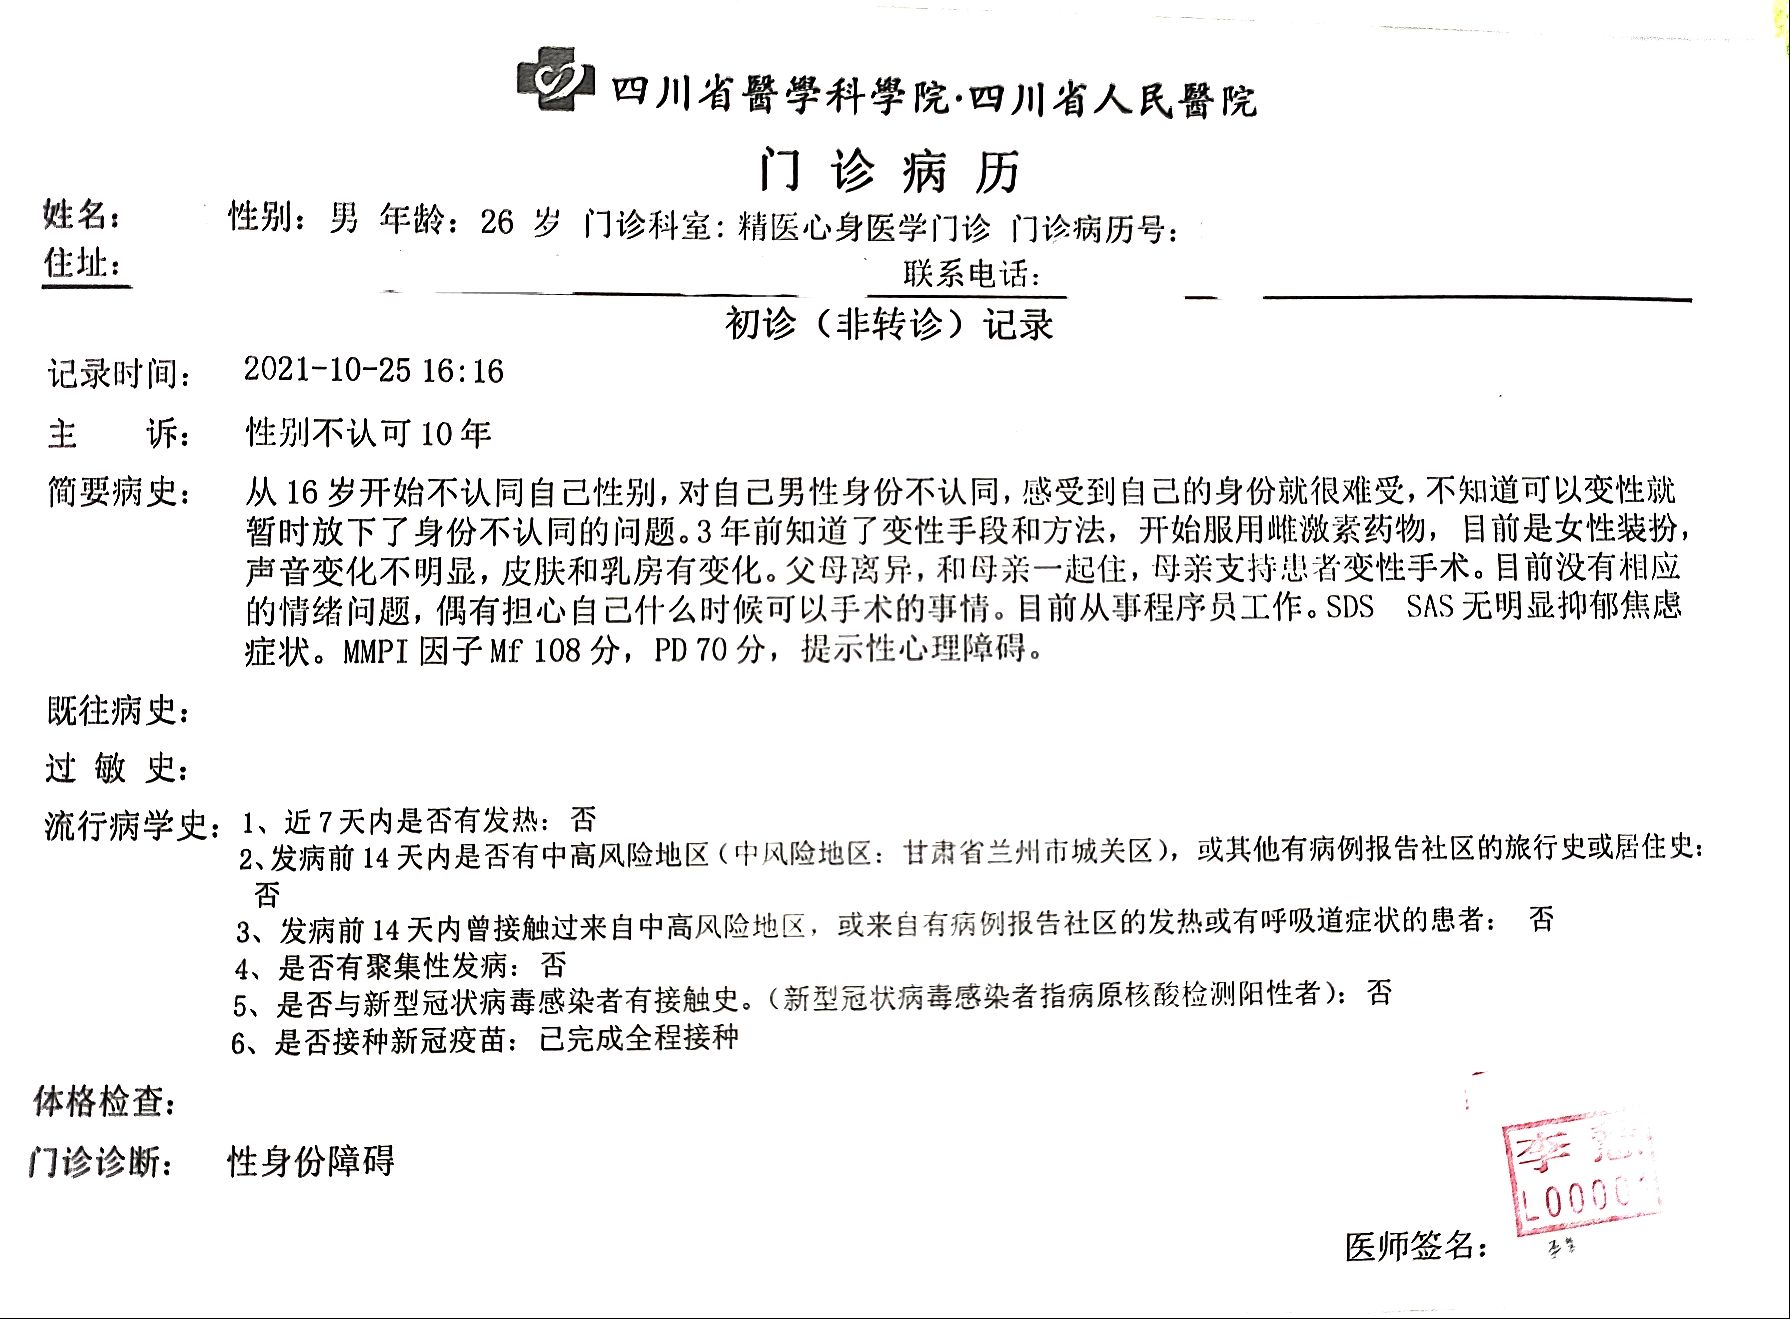 四川省醫學科學院·四川省人民醫院
门诊病历
姓名: 性别: 男 年龄: 26 岁 门诊科室: 精医心身医学门诊 门诊病历号:
住址: 联系电话:
初诊（非转诊）记录
记录时间: 2021-10-25 16:16
主 诉: 性别不认可10年
简要病史: 从16岁开始不认同自己性别,对自己男性身份不认同,感受到自己的身份就很难受,不知道可以变性就
暂时放下了身份不认同的问题。3年前知道了变性手段和方法，开始服用雌激素药物，目前是女性装扮,
声音变化不明显,皮肤和乳房有变化。父母离异,和母亲一起住,母亲支持患者变性手术。目前没有相应
的情绪问题,偶有担心自己什么时候可以手术的事情。目前从事程序员工作。SDS SAS无明显抑郁焦虑
症状。MMPI因子Mf 108分，PD 70分，提示性心理障碍。
既往病史:
过 敏 史:
流行病学史: 1、近7天内是否有发热: 否
2、发病前14天内是否有中高风险地区（中风险地区: 甘肃省兰州市城关区），或其他有病例报告社区的旅行史或居住史:
否
3、发病前14天内曾接触过来自中高风险地区，或来自有病例报告社区的发热或有呼吸道症状的患者: 否
4、是否有聚集性发病: 否
5、是否与新型冠状病毒感染者有接触史。（新型冠状病毒感染者指病原核酸检测阳性者）: 否
6、是否接种新冠疫苗: 已完成全程接种
体格检查:
门诊诊断: 性身份障碍
李
L0000
医师签名: